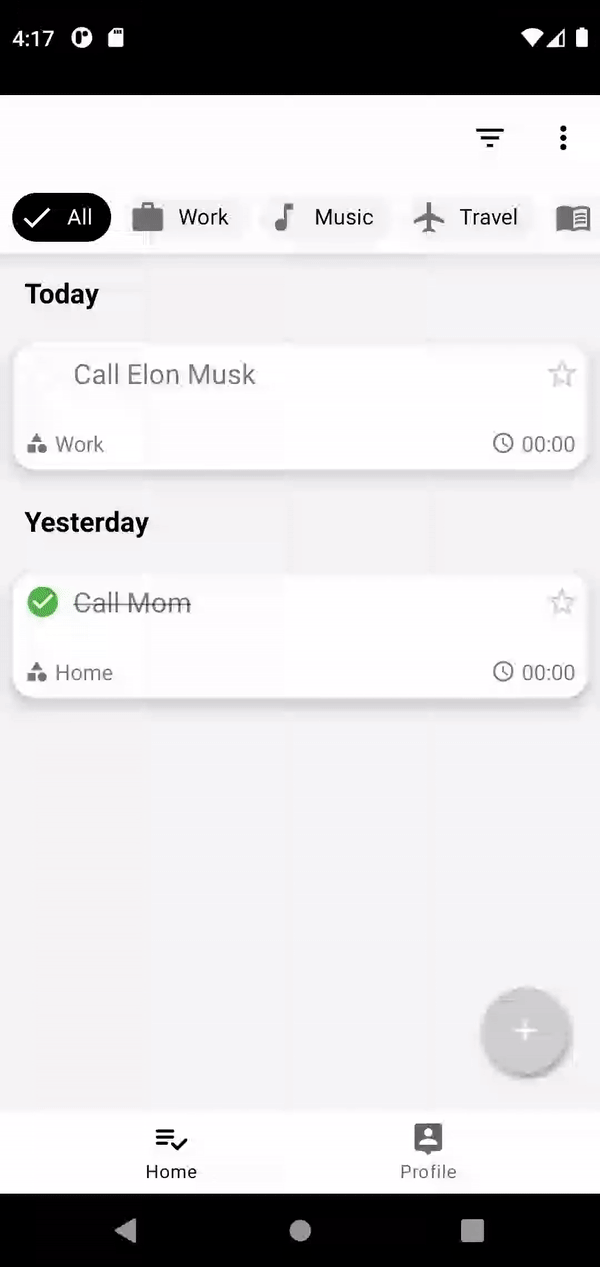 4:17
All Work Music Travel
Today
Call Elon Musk
Work 00:00
Yesterday
Call Mom
Home 00:00
Home Profile